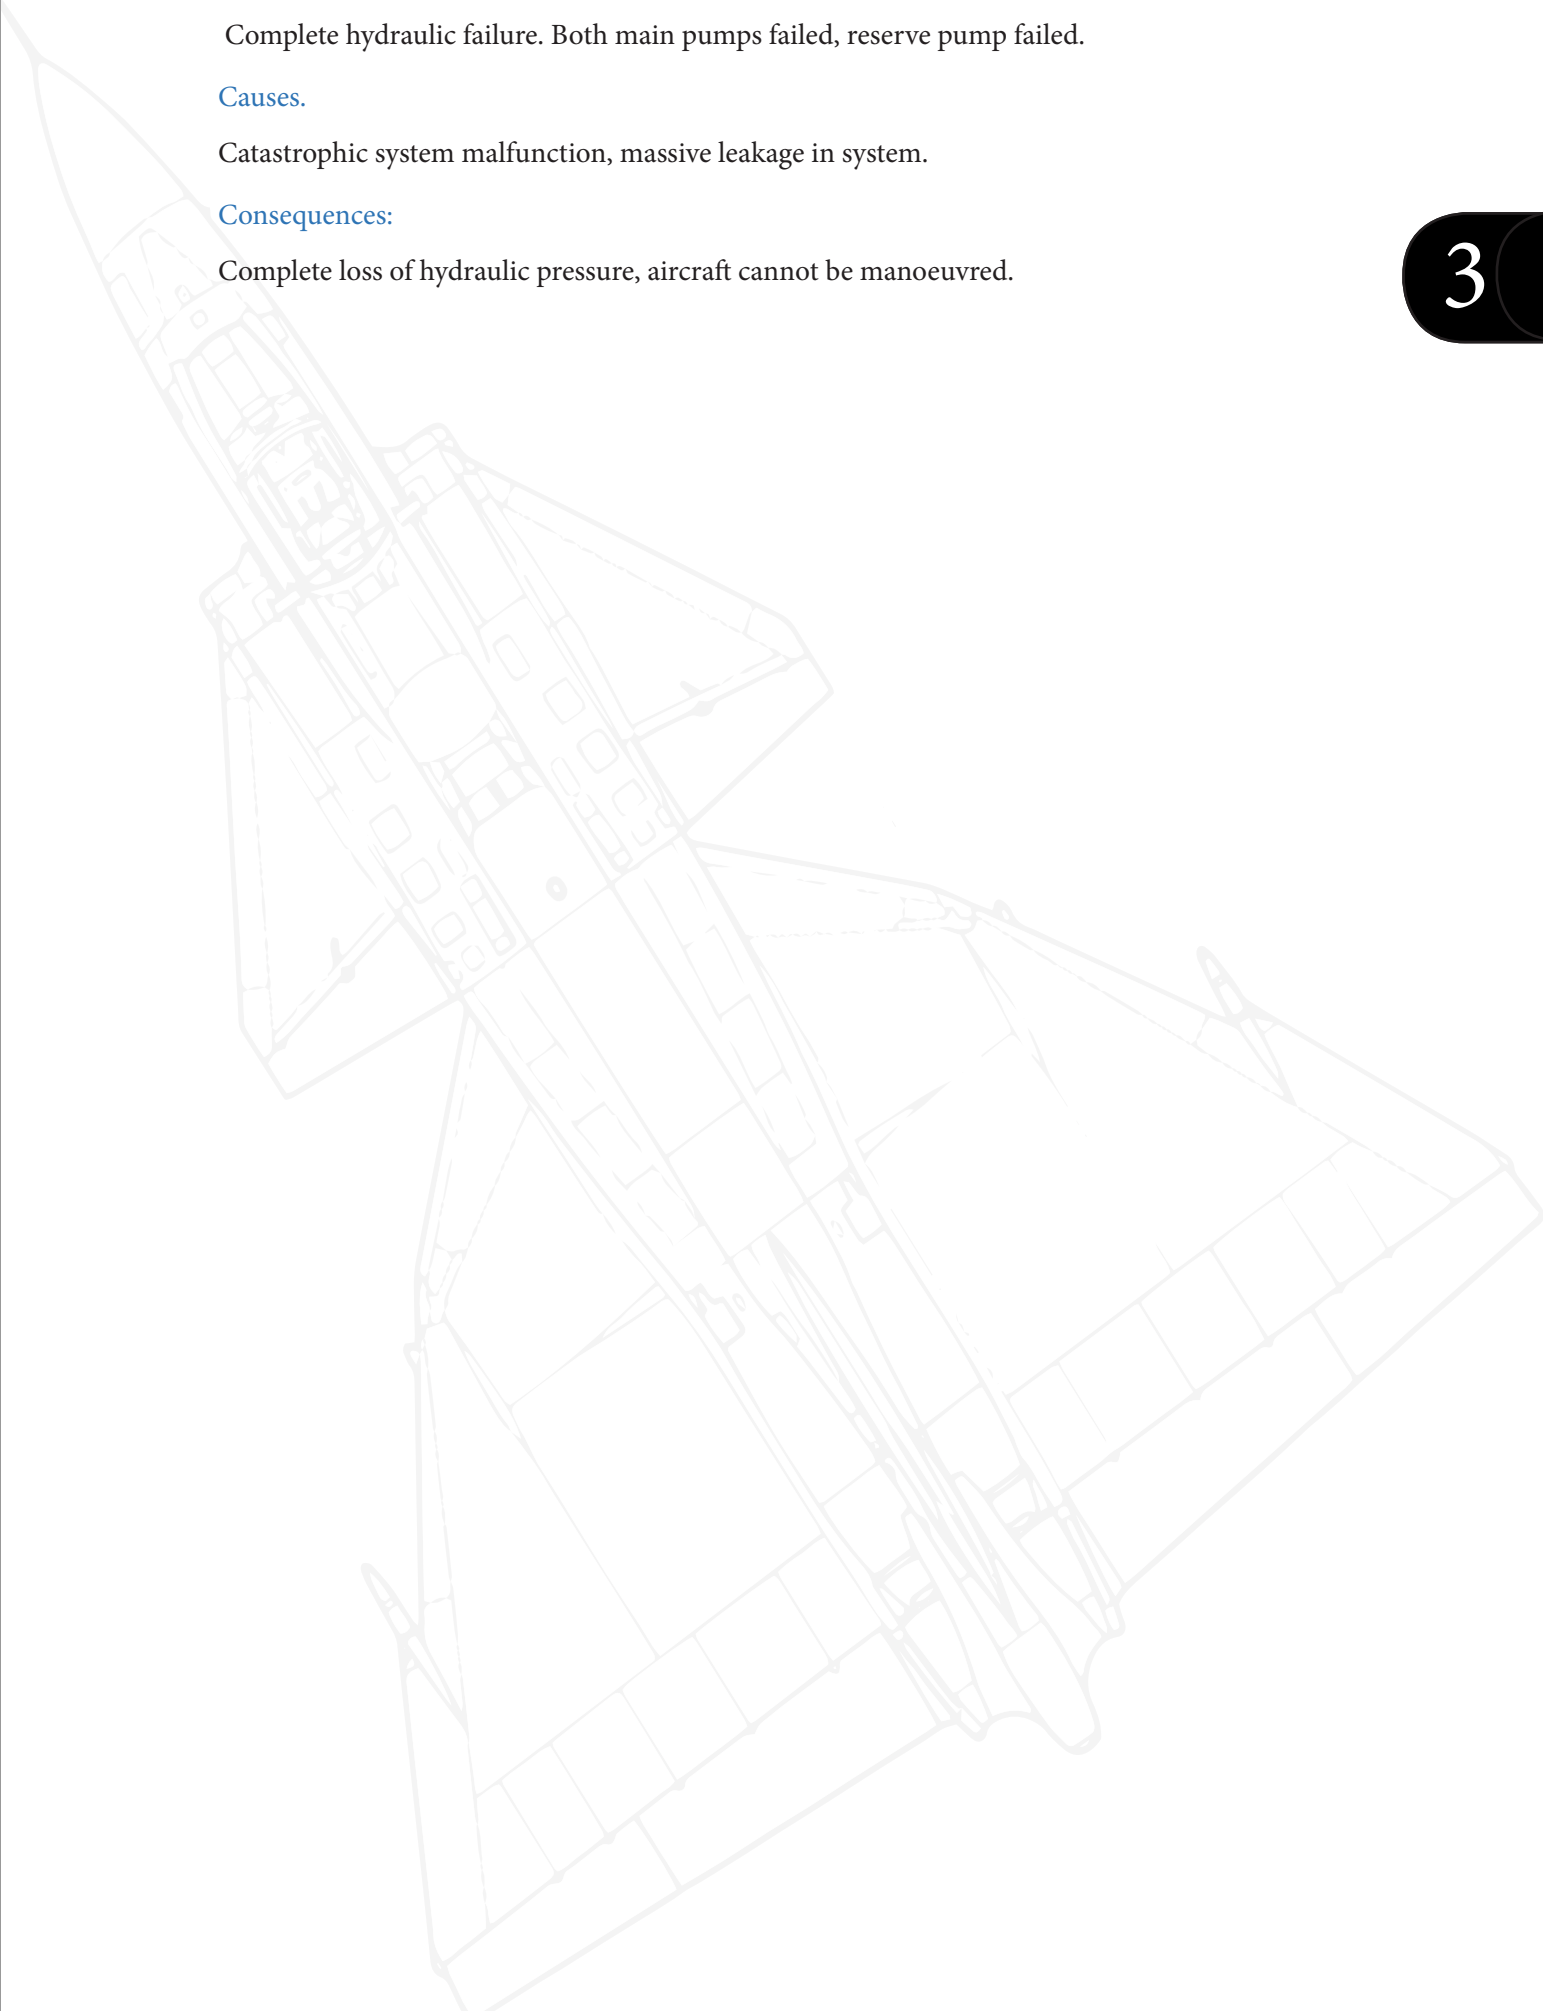 Complete hydraulic failure. Both main pumps failed, reserve pump failed.
Causes.
Catastrophic system malfunction, massive leakage in system.
Consequences:
Complete loss of hydraulic pressure, aircraft cannot be manoeuvred.
3